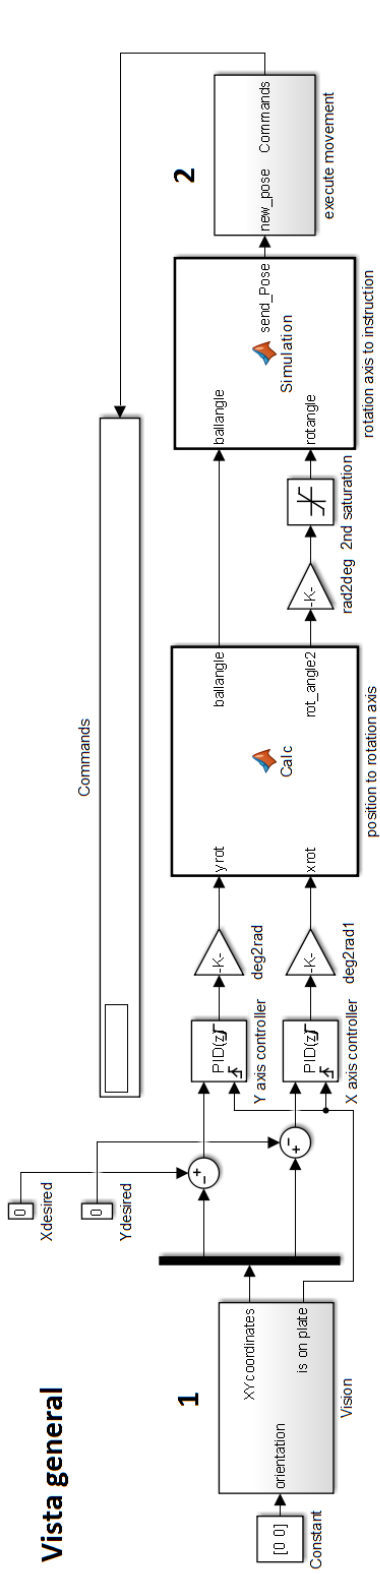 Vista general
1
2
[0 0]
Constant
orientation
XYcoordinates
is on plate
Vision
0
Xdesired
0
Ydesired
PID(z)
Y axis controller
PID(z)
X axis controller
-K-
deg2rad
-K-
deg2rad1
yrot
xrot
Calc
ballangle
rot_angle2
position to rotation axis
-K-
rad2deg
2nd saturation
ballangle
rotangle
Simulation
send_Pose
rotation axis to instruction
new_pose
Commands
execute movement
Commands